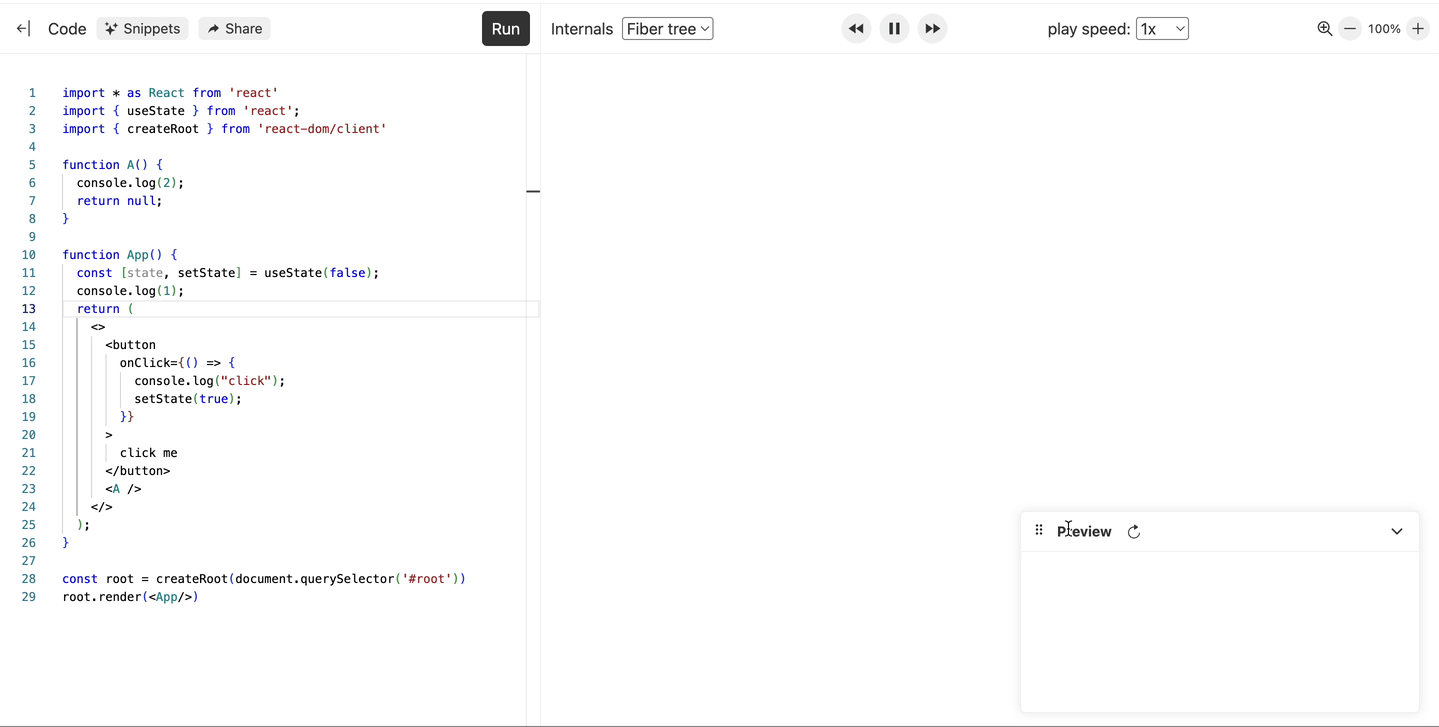 Code Snippets Share Run Internals Fiber tree play speed: 1x 100%
1 import * as React from 'react'
2 import { useState } from 'react';
3 import { createRoot } from 'react-dom/client'
4
5 function A() {
6 console.log(2);
7 return null;
8 }
9
10 function App() {
11 const [state, setState] = useState(false);
12 console.log(1);
13 return (
14 <>
15 <button
16 onClick={() => {
17 console.log("click");
18 setState(true);
19 }}
20 >
21 click me
22 </button>
23 <A />
24 </>
25 );
26 }
27
28 const root = createRoot(document.querySelector('#root'))
29 root.render(<App/>)
Preview